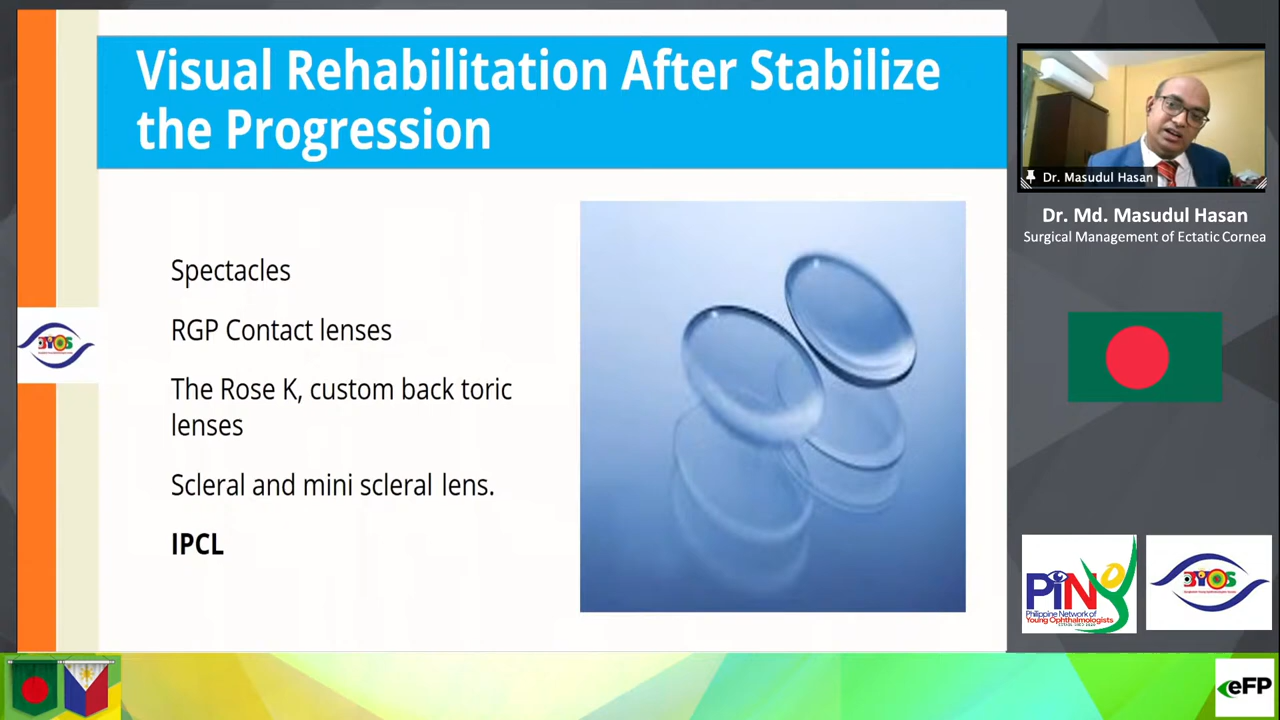 Visual Rehabilitation After Stabilize
the Progression
Spectacles
RGP Contact lenses
The Rose K, custom back toric
lenses
Scleral and mini scleral lens.
IPCL
Dr. Masudul Hasan
Dr. Md. Masudul Hasan
Surgical Management of Ectatic Cornea
BYOS
PiNY
Philippine Network of
Young Ophthalmologists
BYOS
eFP